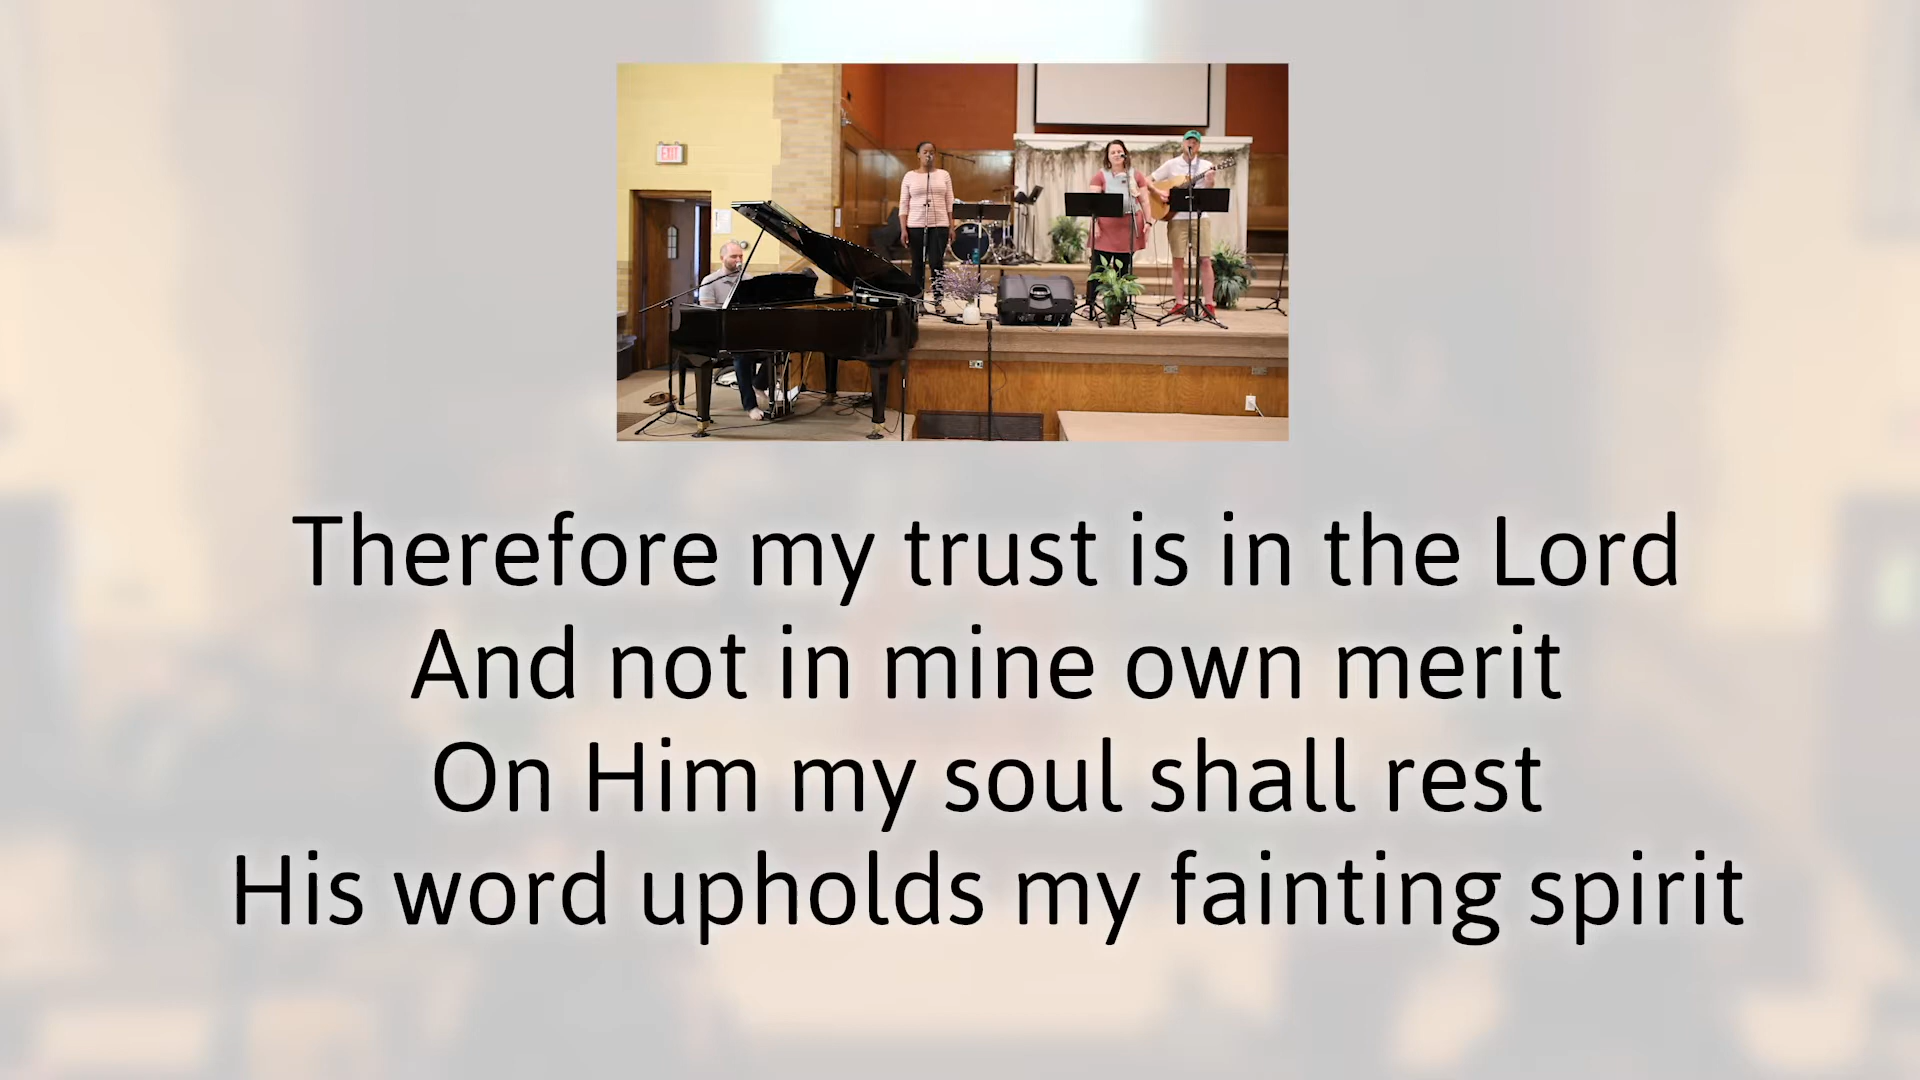 EXIT
Therefore my trust is in the Lord
And not in mine own merit
On Him my soul shall rest
His word upholds my fainting spirit